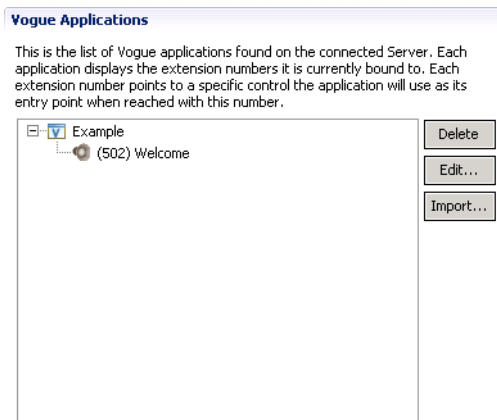 Vogue Applications
This is the list of Vogue applications found on the connected Server. Each
application displays the extension numbers it is currently bound to. Each
extension number points to a specific control the application will use as its
entry point when reached with this number.
Example
(502) Welcome
Delete
Edit...
Import...